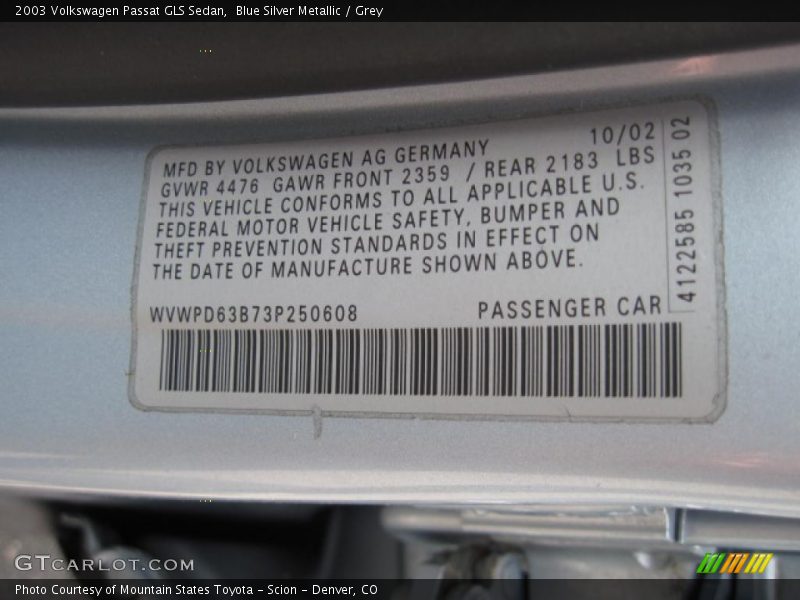 2003 Volkswagen Passat GLS Sedan,  Blue Silver Metallic / Grey
10/02
MFD BY VOLKSWAGEN AG GERMANY
GVWR 4476 GAWR FRONT 2359 / REAR 2183 LBS
THIS VEHICLE CONFORMS TO ALL APPLICABLE U.S.
FEDERAL MOTOR VEHICLE SAFETY, BUMPER AND
THEFT PREVENTION STANDARDS IN EFFECT ON
THE DATE OF MANUFACTURE SHOWN ABOVE.
WVWPD63B73P250608 PASSENGER CAR
4122585 1035 02
GTCARLOT.COM
Photo Courtesy of Mountain States Toyota - Scion - Denver, CO